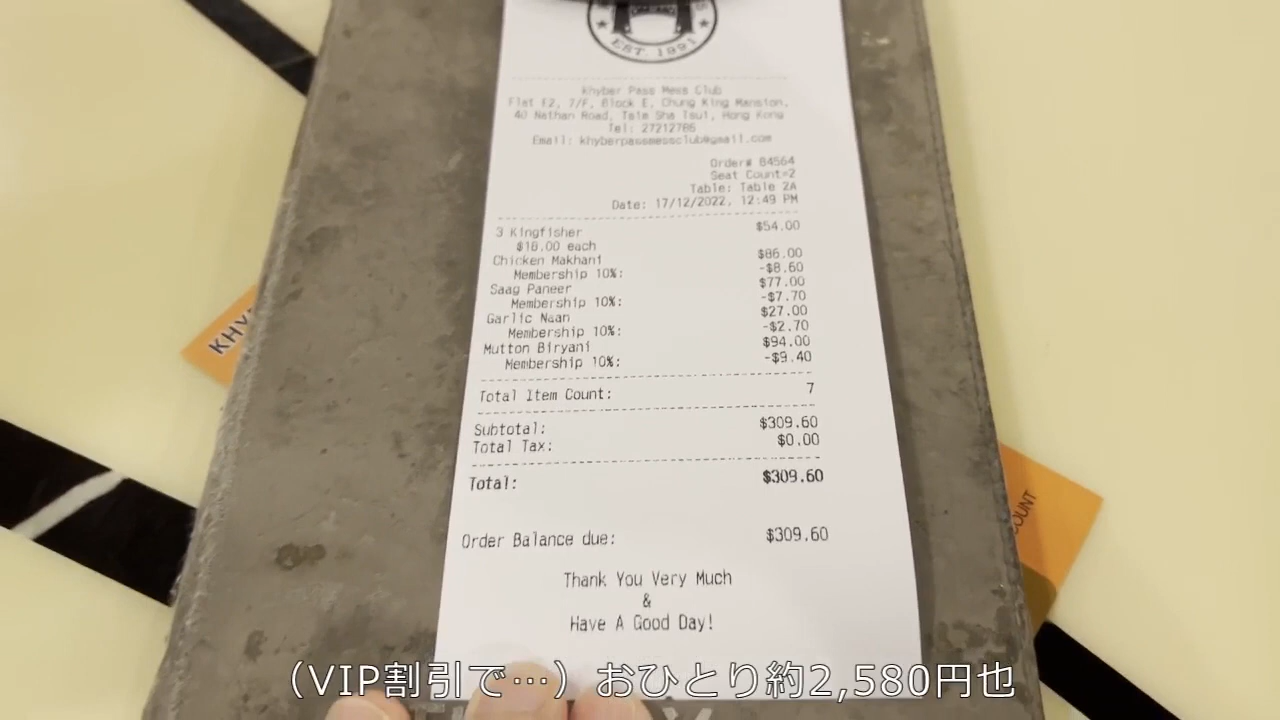 EST. 1991
Khyber Pass Mess Club
Flat E2, 7/F, Block E, Chung King Mansion,
40 Nathan Road, Tsim Sha Tsui, Hong Kong
Tel: 27212786
Email: khyberpassmessclub@gmail.com
Order# 84564
Seat Count=2
Table: Table 2A
Date: 17/12/2022, 12:49 PM
3 Kingfisher $54.00
$18.00 each
Chicken Makhani $86.00
Membership 10%: -$8.60
Saag Paneer $77.00
Membership 10%: -$7.70
Garlic Naan $27.00
Membership 10%: -$2.70
Mutton Biryani $94.00
Membership 10%: -$9.40
Total Item Count: 7
Subtotal: $309.60
Total Tax: $0.00
Total: $309.60
Order Balance due: $309.60
Thank You Very Much
&
Have A Good Day!
（VIP割引で…）おひとり約2,580円也